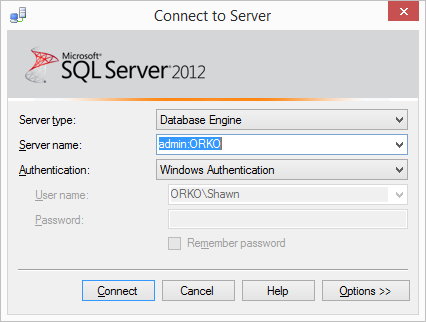 Connect to Server
Microsoft
SQL Server 2012
Server type: Database Engine
Server name: admin:ORKO
Authentication: Windows Authentication
User name: ORKO\Shawn
Password:
Remember password
Connect Cancel Help Options >>